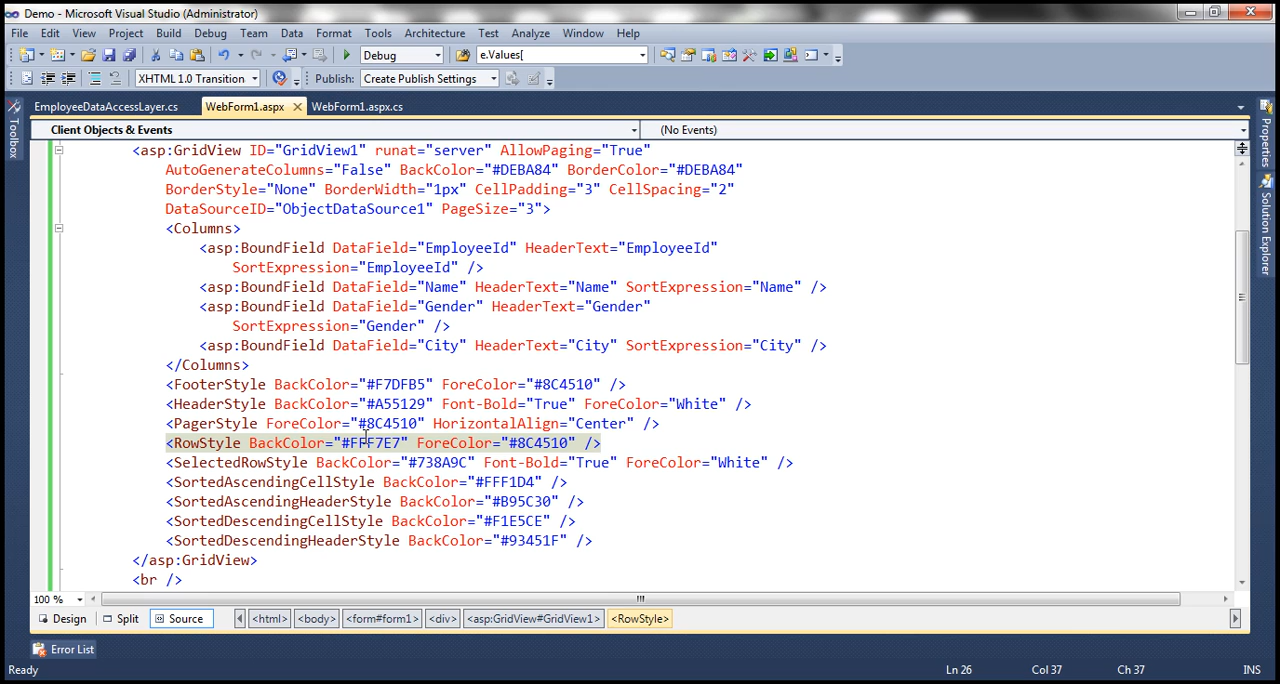 Demo - Microsoft Visual Studio (Administrator)
File Edit View Project Build Debug Team Data Format Tools Architecture Test Analyze Window Help
Debug e.Values[
XHTML 1.0 Transition Publish: Create Publish Settings
EmployeeDataAccessLayer.cs WebForm1.aspx WebForm1.aspx.cs
Client Objects & Events (No Events)
Toolbox
Properties
Solution Explorer
<asp:GridView ID="GridView1" runat="server" AllowPaging="True"
AutoGenerateColumns="False" BackColor="#DEBA84" BorderColor="#DEBA84"
BorderStyle="None" BorderWidth="1px" CellPadding="3" CellSpacing="2"
DataSourceID="ObjectDataSource1" PageSize="3">
<Columns>
<asp:BoundField DataField="EmployeeId" HeaderText="EmployeeId"
SortExpression="EmployeeId" />
<asp:BoundField DataField="Name" HeaderText="Name" SortExpression="Name" />
<asp:BoundField DataField="Gender" HeaderText="Gender"
SortExpression="Gender" />
<asp:BoundField DataField="City" HeaderText="City" SortExpression="City" />
</Columns>
<FooterStyle BackColor="#F7DFB5" ForeColor="#8C4510" />
<HeaderStyle BackColor="#A55129" Font-Bold="True" ForeColor="White" />
<PagerStyle ForeColor="#8C4510" HorizontalAlign="Center" />
<RowStyle BackColor="#FFF7E7" ForeColor="#8C4510" />
<SelectedRowStyle BackColor="#738A9C" Font-Bold="True" ForeColor="White" />
<SortedAscendingCellStyle BackColor="#FFF1D4" />
<SortedAscendingHeaderStyle BackColor="#B95C30" />
<SortedDescendingCellStyle BackColor="#F1E5CE" />
<SortedDescendingHeaderStyle BackColor="#93451F" />
</asp:GridView>
<br />
100 %
Design Split Source <html> <body> <form#form1> <div> <asp:GridView#GridView1> <RowStyle>
Error List
Ready Ln 26 Col 37 Ch 37 INS